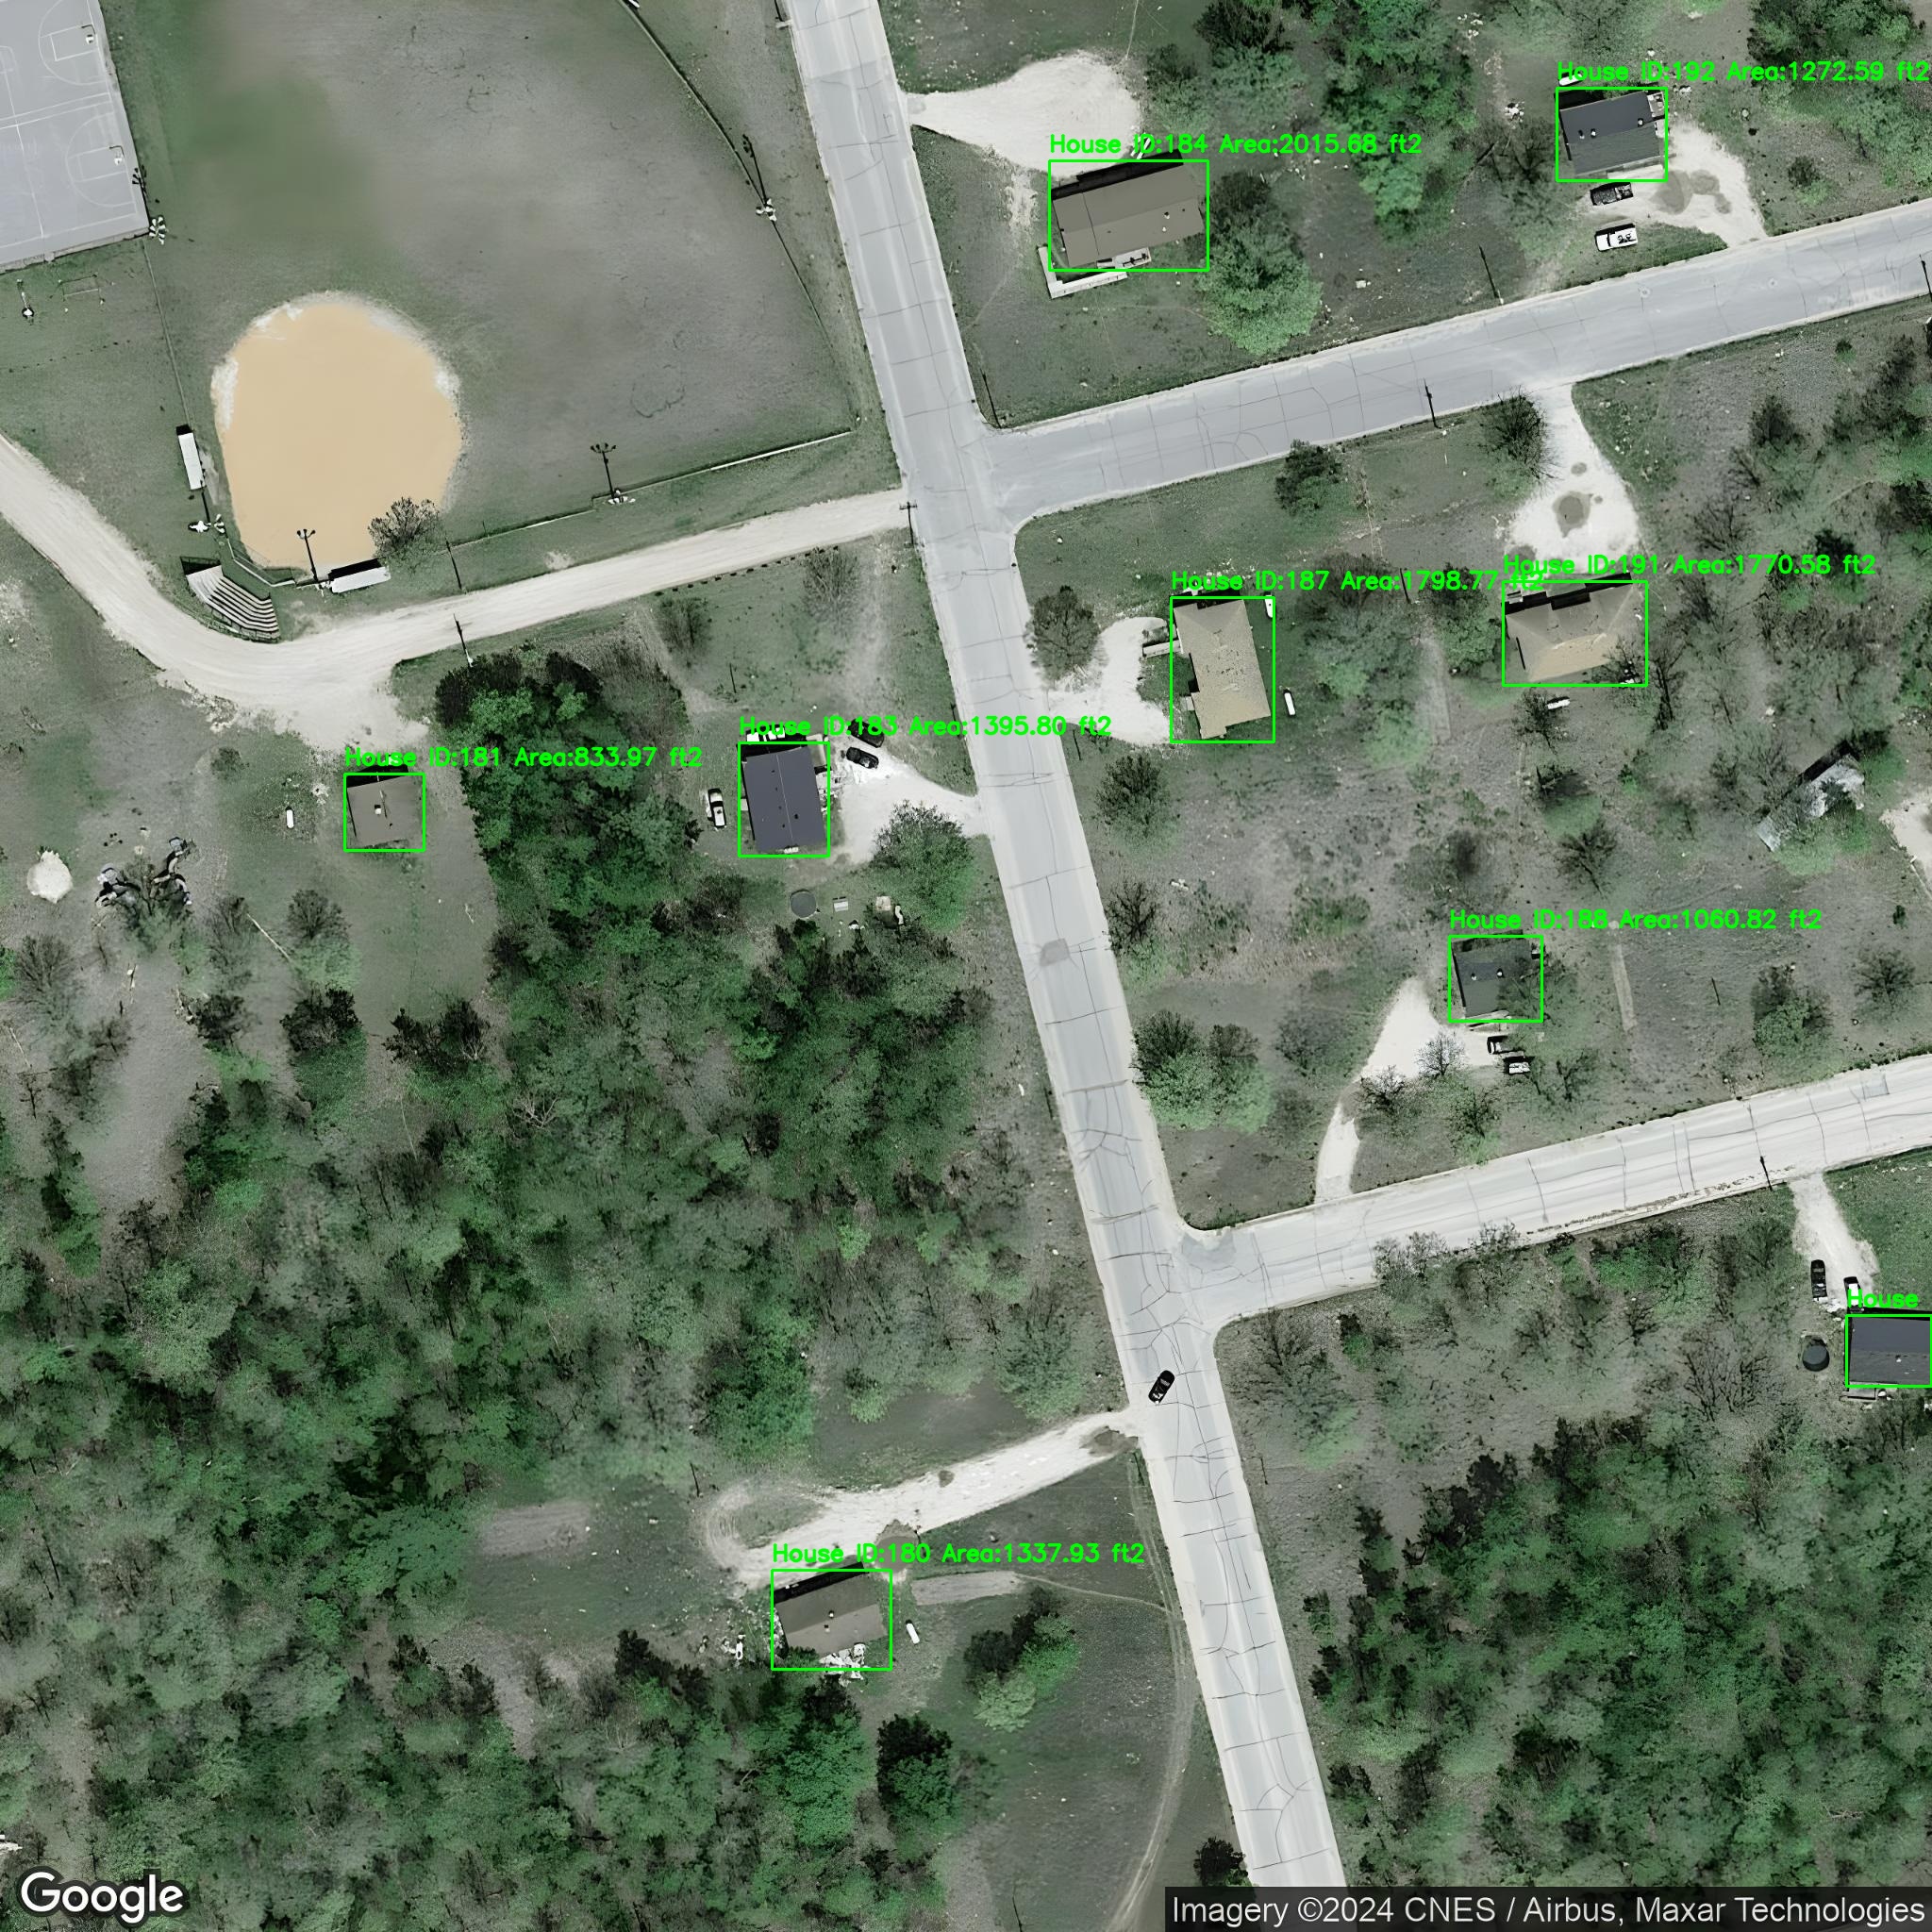 House ID:192 Area:1272.59 ft2
House ID:184 Area:2015.68 ft2
House ID:191 Area:1770.58 ft2
House ID:187 Area:1798.77 ft2
House ID:183 Area:1395.80 ft2
House ID:181 Area:833.97 ft2
House ID:188 Area:1060.82 ft2
House
House ID:180 Area:1337.93 ft2
Google
Imagery ©2024 CNES / Airbus, Maxar Technologies